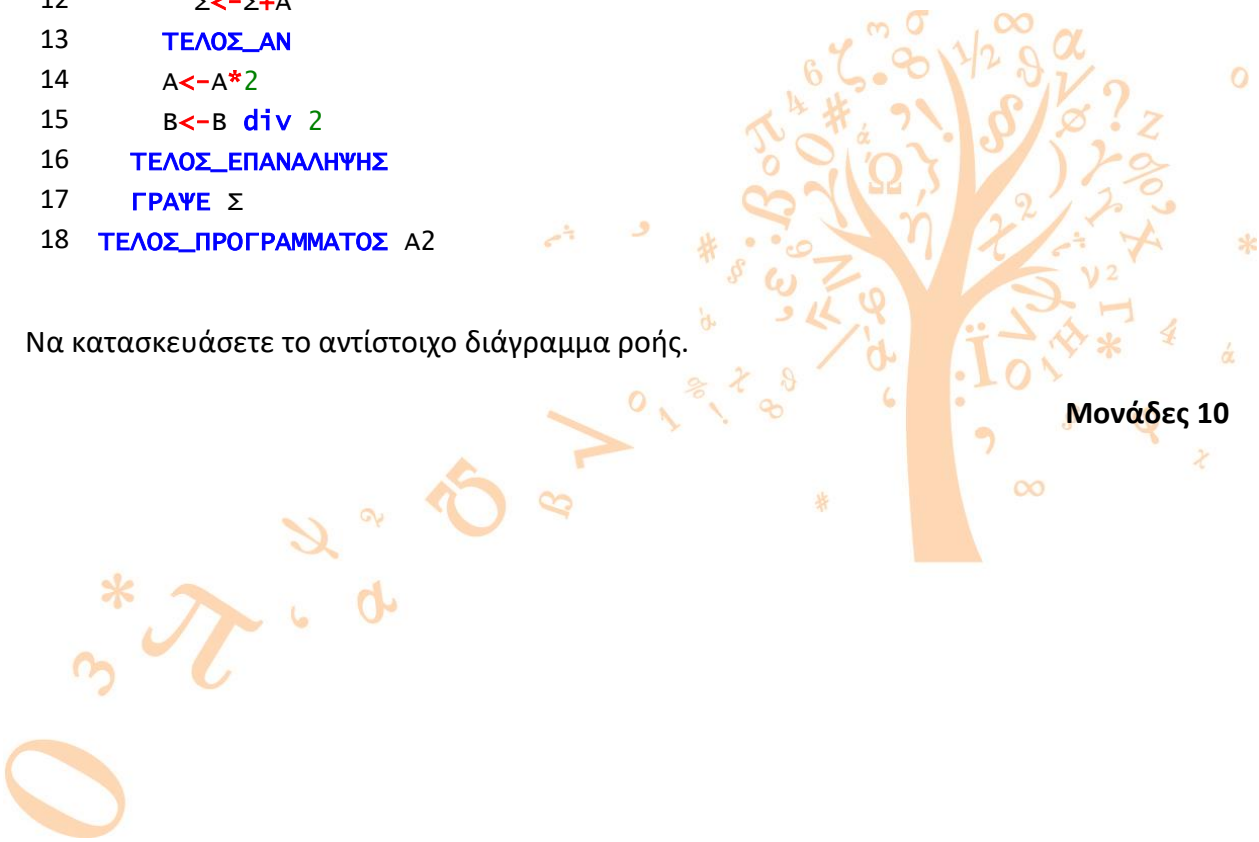 12 Σ<-Σ+Α
13 ΤΕΛΟΣ_ΑΝ
14 Α<-Α*2
15 Β<-Β div 2
16 ΤΕΛΟΣ_ΕΠΑΝΑΛΗΨΗΣ
17 ΓΡΑΨΕ Σ
18 ΤΕΛΟΣ_ΠΡΟΓΡΑΜΜΑΤΟΣ Α2
Να κατασκευάσετε το αντίστοιχο διάγραμμα ροής.
Μονάδες 10